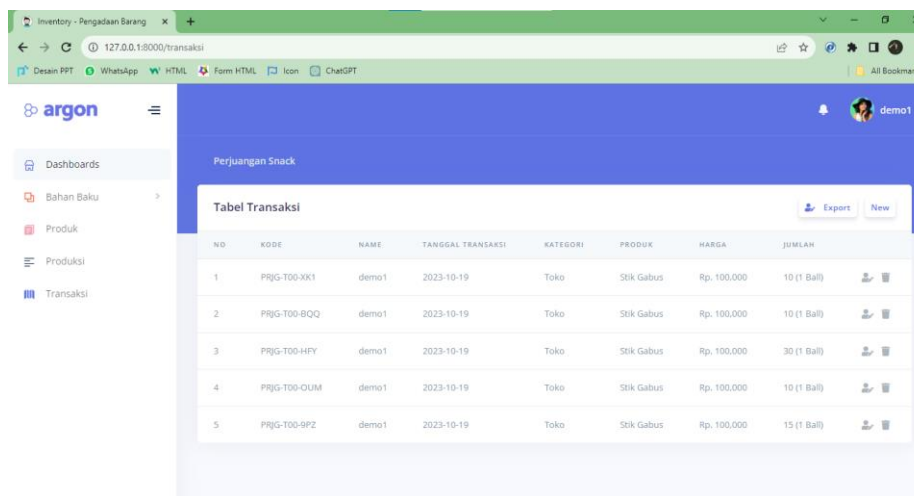 Inventory - Pengadaan Barang
127.0.0.1:8000/transaksi
Desain PPT WhatsApp HTML Form HTML Icon ChatGPT All Bookmar
argon demo1
Dashboards Perjuangan Snack
Bahan Baku
Produk
Produksi
Transaksi
Tabel Transaksi Export New
NO KODE NAME TANGGAL TRANSAKSI KATEGORI PRODUK HARGA JUMLAH
1 PRJG-T00-XK1 demo1 2023-10-19 Toko Stik Gabus Rp. 100,000 10 (1 Ball)
2 PRJG-T00-BQQ demo1 2023-10-19 Toko Stik Gabus Rp. 100,000 10 (1 Ball)
3 PRJG-T00-HFY demo1 2023-10-19 Toko Stik Gabus Rp. 100,000 30 (1 Ball)
4 PRJG-T00-OUM demo1 2023-10-19 Toko Stik Gabus Rp. 100,000 10 (1 Ball)
5 PRJG-T00-9PZ demo1 2023-10-19 Toko Stik Gabus Rp. 100,000 15 (1 Ball)